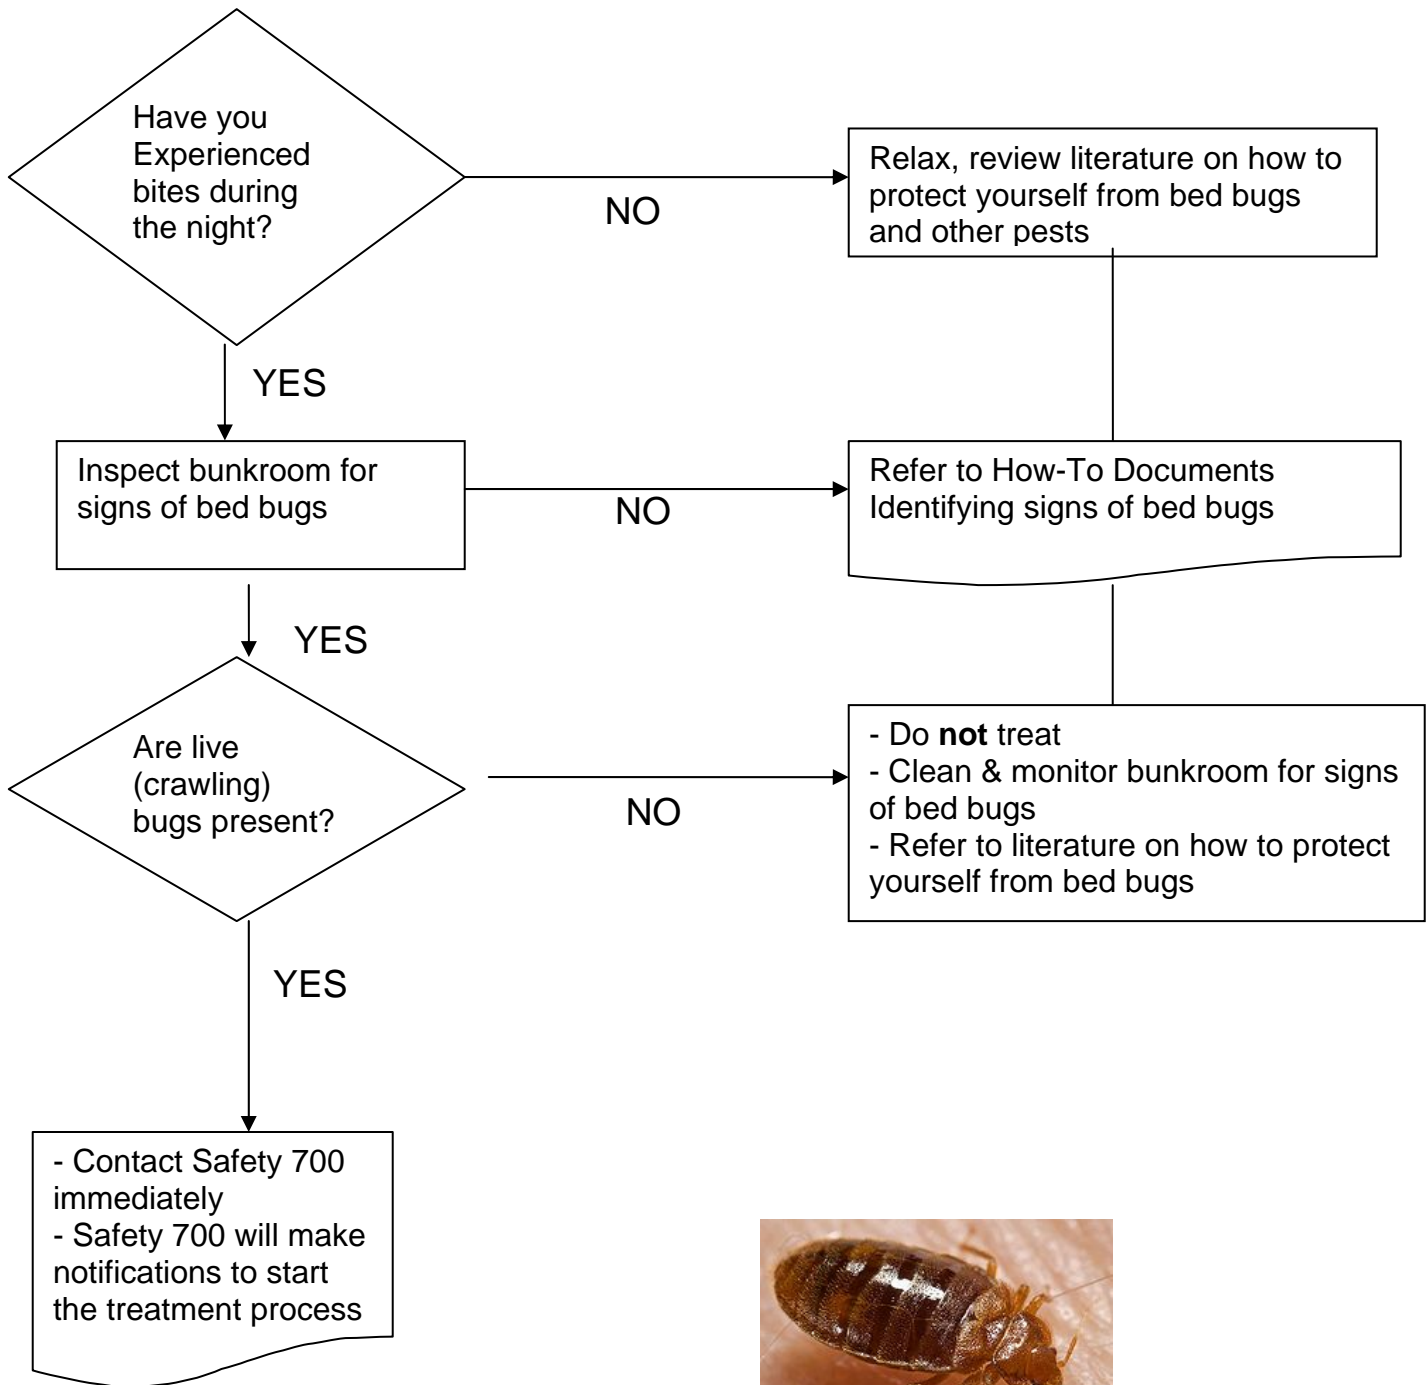 Have you
Experienced
bites during
the night?
NO
Relax, review literature on how to
protect yourself from bed bugs
and other pests
YES
Inspect bunkroom for
signs of bed bugs
NO
Refer to How-To Documents
Identifying signs of bed bugs
YES
Are live
(crawling)
bugs present?
NO
- Do not treat
- Clean & monitor bunkroom for signs
of bed bugs
- Refer to literature on how to protect
yourself from bed bugs
YES
- Contact Safety 700
immediately
- Safety 700 will make
notifications to start
the treatment process